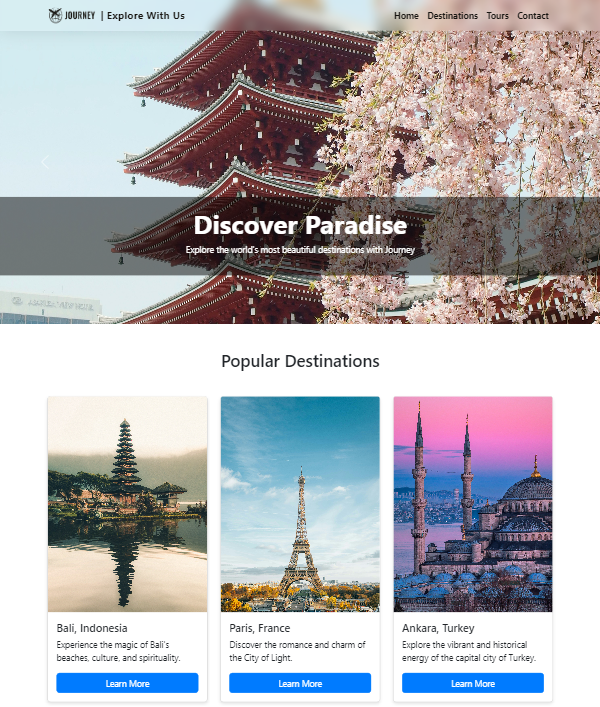 JOURNEY | Explore With Us
Home Destinations Tours Contact
Discover Paradise
Explore the world's most beautiful destinations with Journey
Popular Destinations
Bali, Indonesia
Experience the magic of Bali's
beaches, culture, and spirituality.
Learn More
Paris, France
Discover the romance and charm of
the City of Light.
Learn More
Ankara, Turkey
Explore the vibrant and historical
energy of the capital city of Turkey.
Learn More